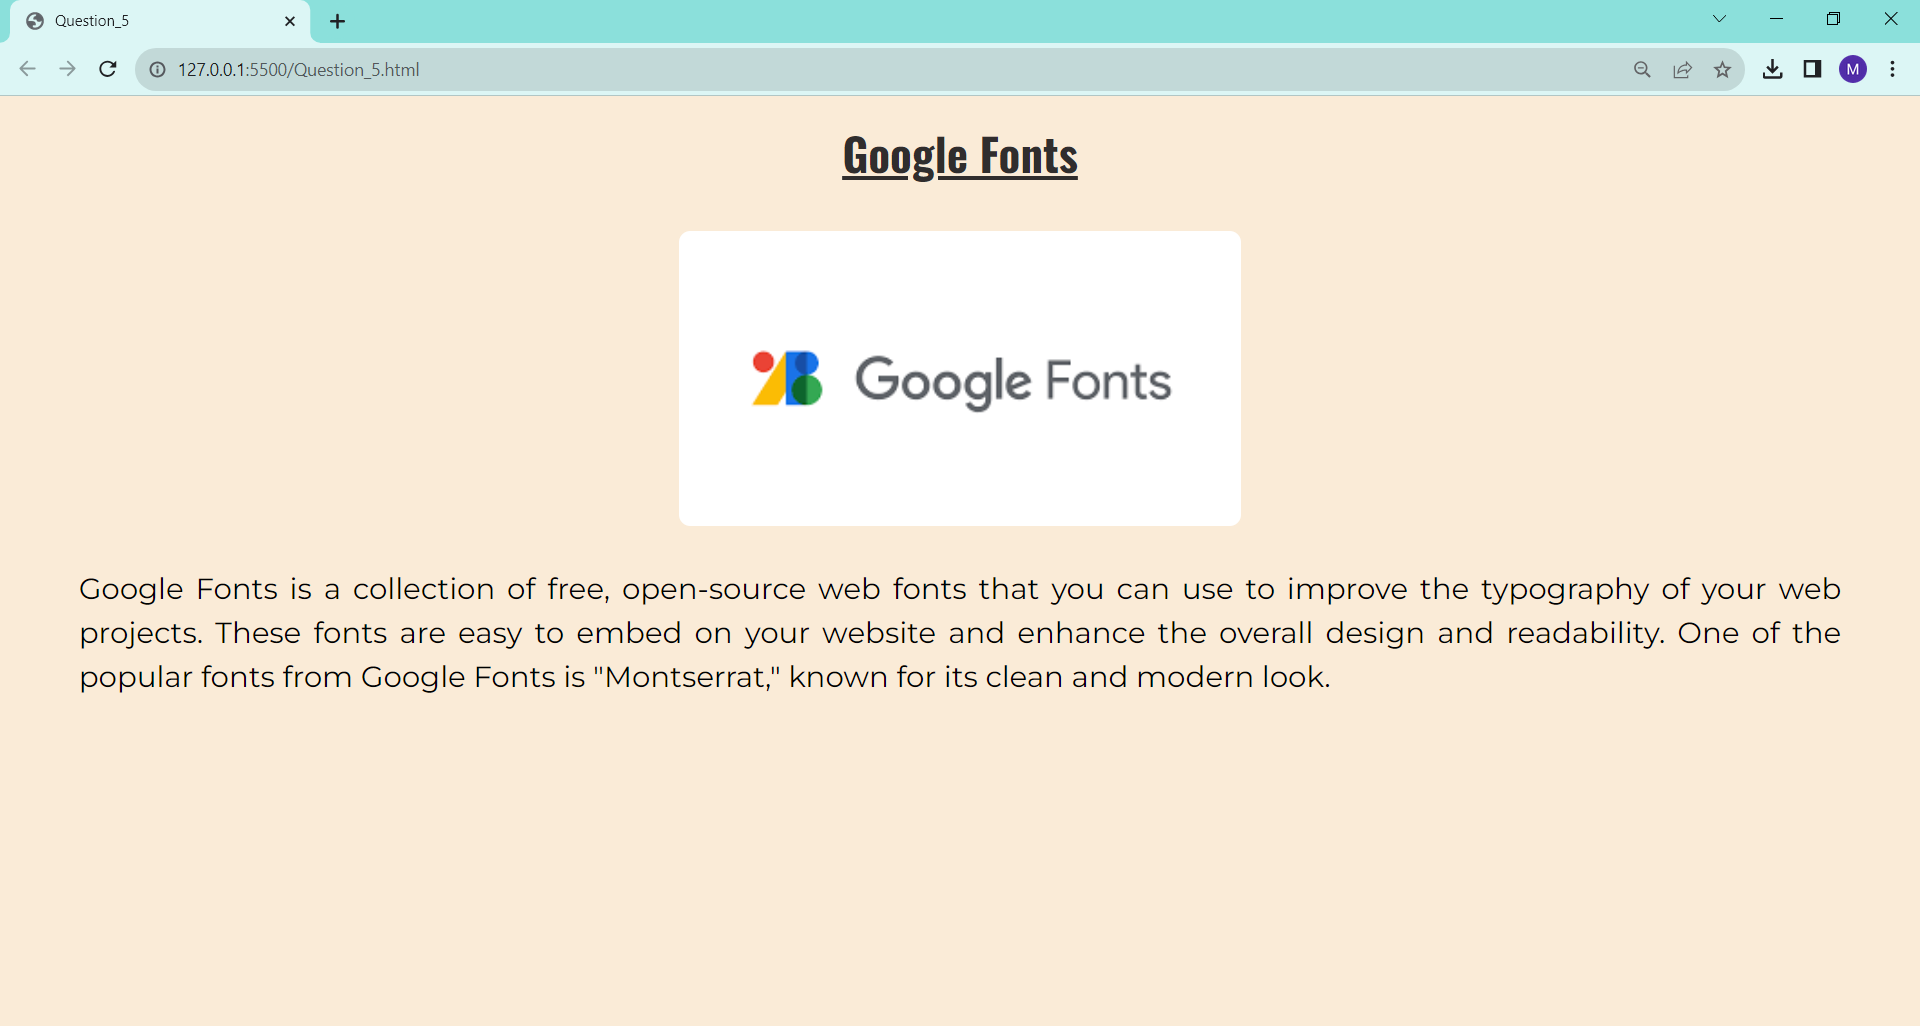 Question_5
127.0.0.1:5500/Question_5.html
M
Google Fonts
Google Fonts
Google Fonts is a collection of free, open-source web fonts that you can use to improve the typography of your web
projects. These fonts are easy to embed on your website and enhance the overall design and readability. One of the
popular fonts from Google Fonts is "Montserrat," known for its clean and modern look.